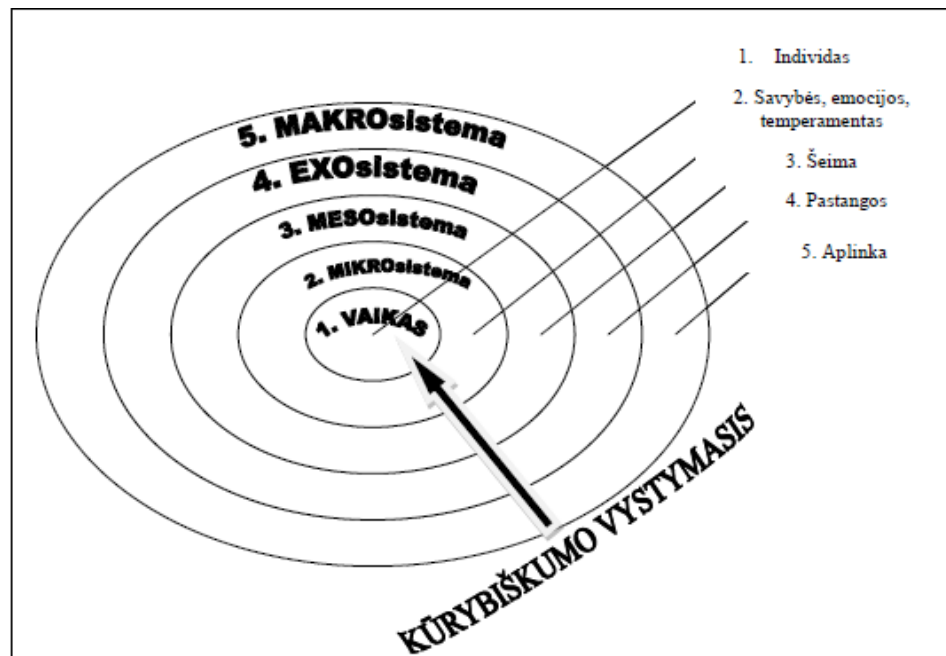 1. Individas
2. Savybės, emocijos,
temperamentas
3. Šeima
4. Pastangos
5. Aplinka
5. MAKROsistema
4. EXOsistema
3. MESOsistema
2. MIKROsistema
1. VAIKAS
KŪRYBIŠKUMO VYSTYMASIS